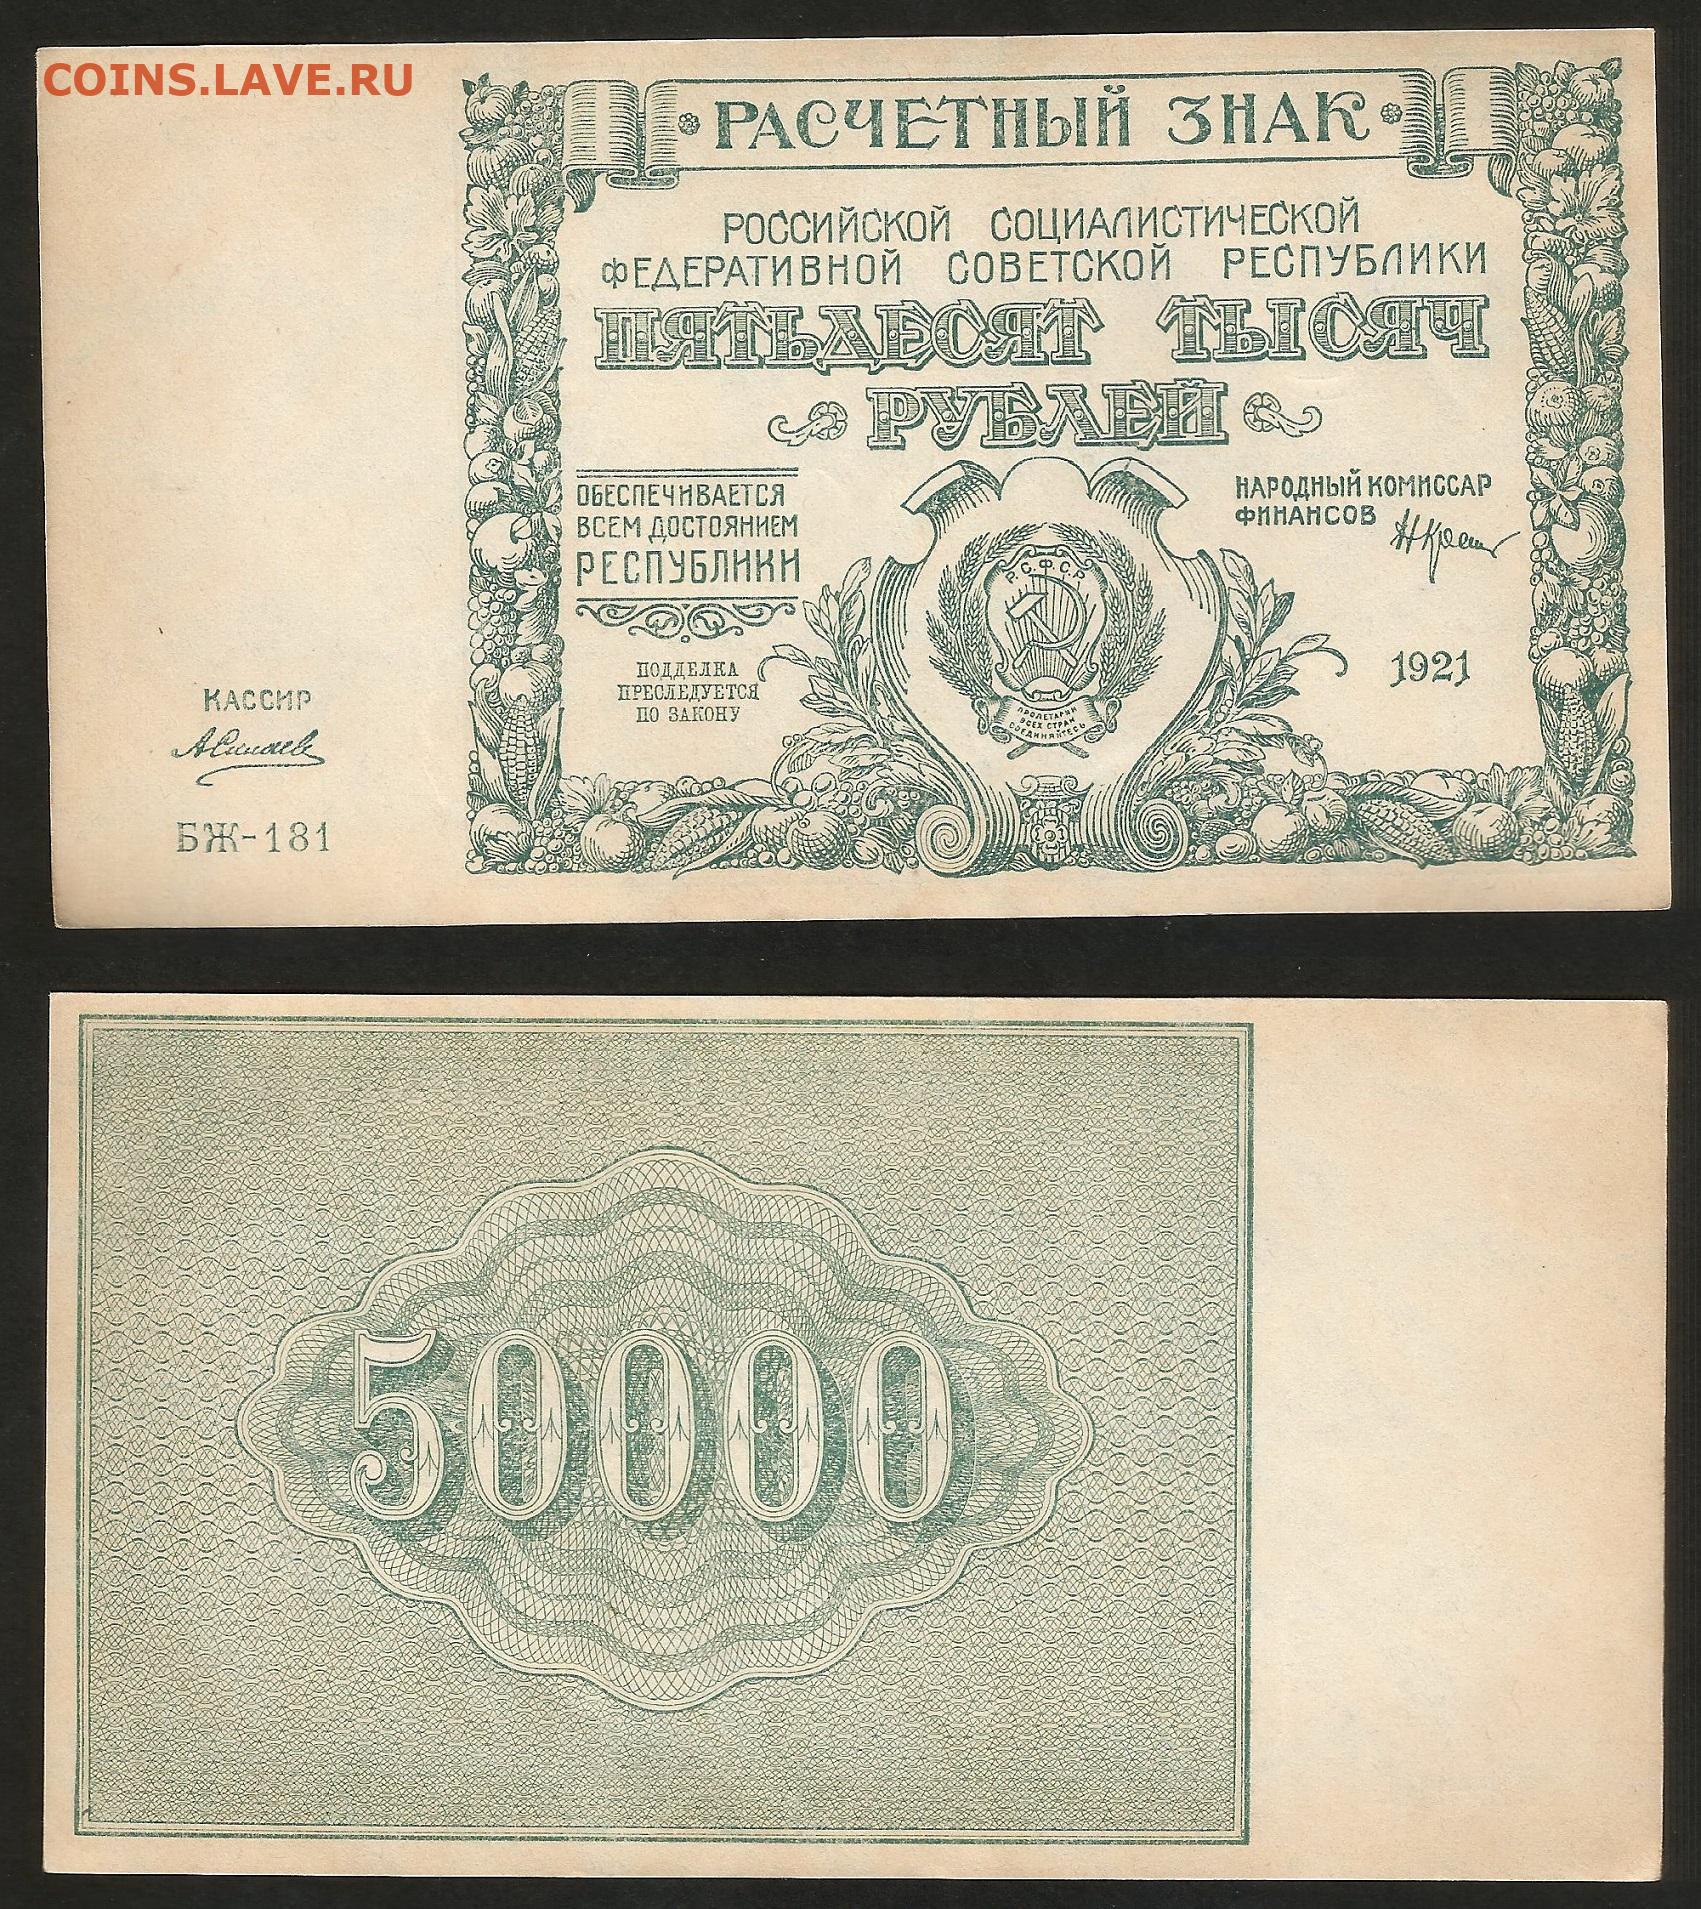 COINS.LAVE.RU
РАСЧЕТНЫЙ ЗНАК
РОССИЙСКОЙ СОЦИАЛИСТИЧЕСКОЙ
ФЕДЕРАТИВНОЙ СОВЕТСКОЙ РЕСПУБЛИКИ
ПЯТЬДЕСЯТ ТЫСЯЧ
РУБЛЕЙ
ОБЕСПЕЧИВАЕТСЯ
ВСЕМ ДОСТОЯНИЕМ
РЕСПУБЛИКИ
ПОДДЕЛКА
ПРЕСЛЕДУЕТСЯ
ПО ЗАКОНУ
Р.С.Ф.С.Р.
ПРОЛЕТАРИИ
ВСЕХ СТРАН
СОЕДИНЯЙТЕСЬ
НАРОДНЫЙ КОМИССАР
ФИНАНСОВ
1921
КАССИР
БЖ-181
50000